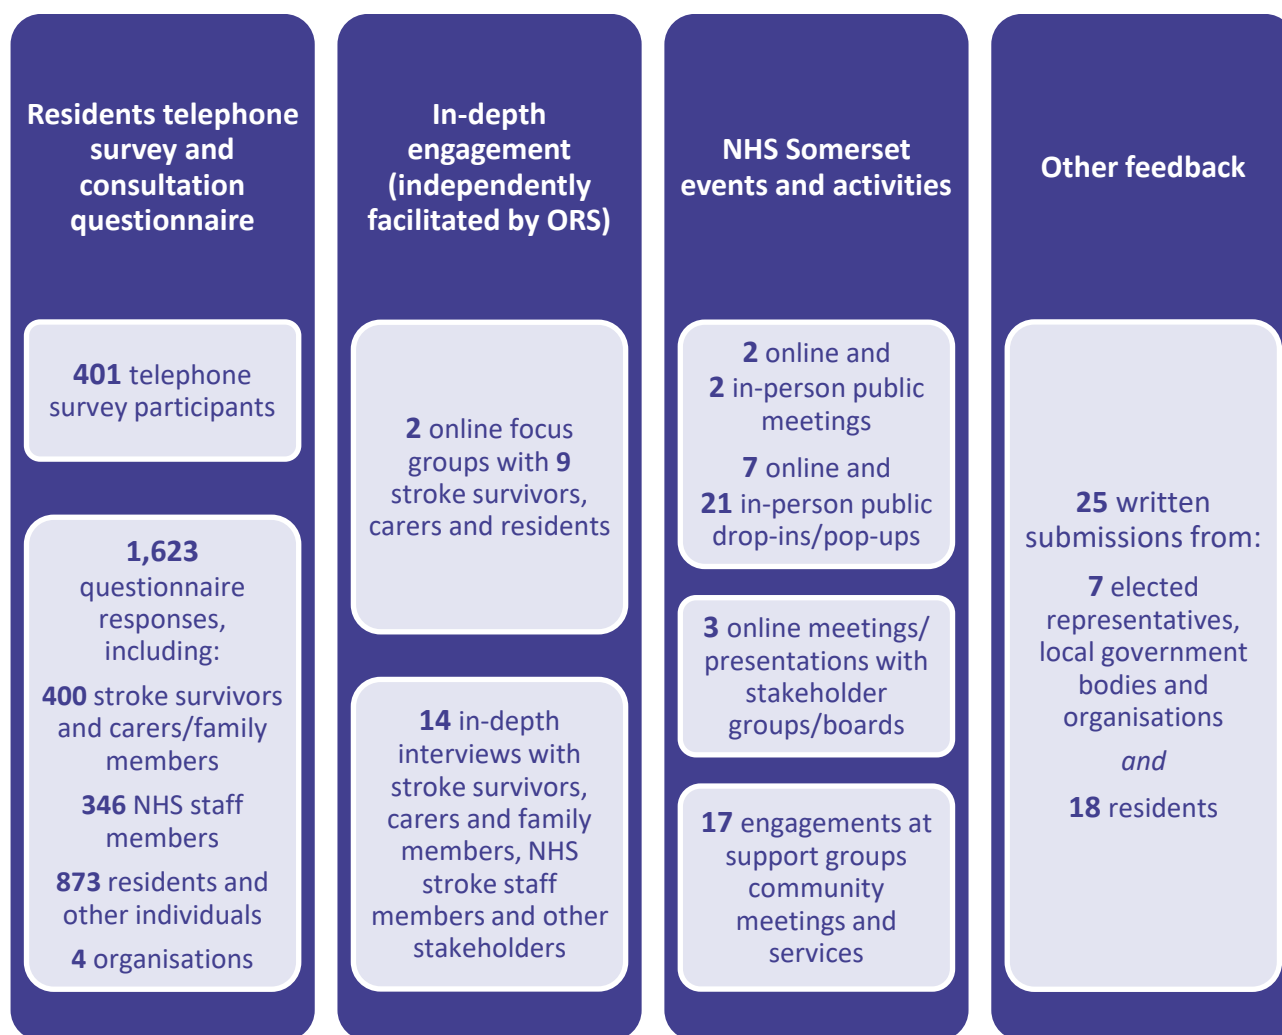 Residents telephone
survey and
consultation
questionnaire
401 telephone
survey participants
1,623
questionnaire
responses,
including:
400 stroke survivors
and carers/family
members
346 NHS staff
members
873 residents and
other individuals
4 organisations
In-depth
engagement
(independently
facilitated by ORS)
2 online focus
groups with 9
stroke survivors,
carers and residents
14 in-depth
interviews with
stroke survivors,
carers and family
members, NHS
stroke staff
members and other
stakeholders
NHS Somerset
events and activities
2 online and
2 in-person public
meetings
7 online and
21 in-person public
drop-ins/pop-ups
3 online meetings/
presentations with
stakeholder
groups/boards
17 engagements at
support groups
community
meetings and
services
Other feedback
25 written
submissions from:
7 elected
representatives,
local government
bodies and
organisations
and
18 residents